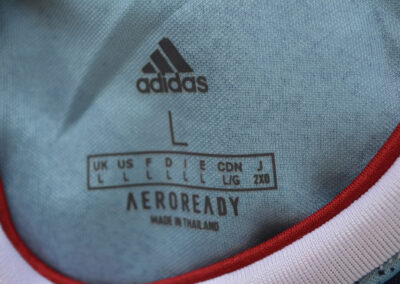 adidas
L
UK US F D I E CDN J
L L L L L L L/G 2XO
AEROREADY
MADE IN THAILAND